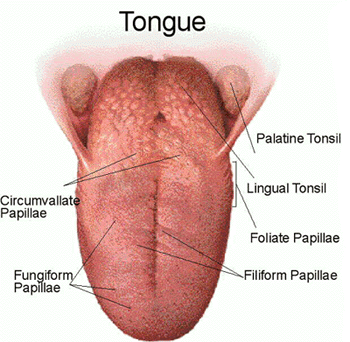 Tongue
Palatine Tonsil
Lingual Tonsil
Circumvallate
Papillae
Foliate Papillae
Fungiform
Papillae
Filiform Papillae